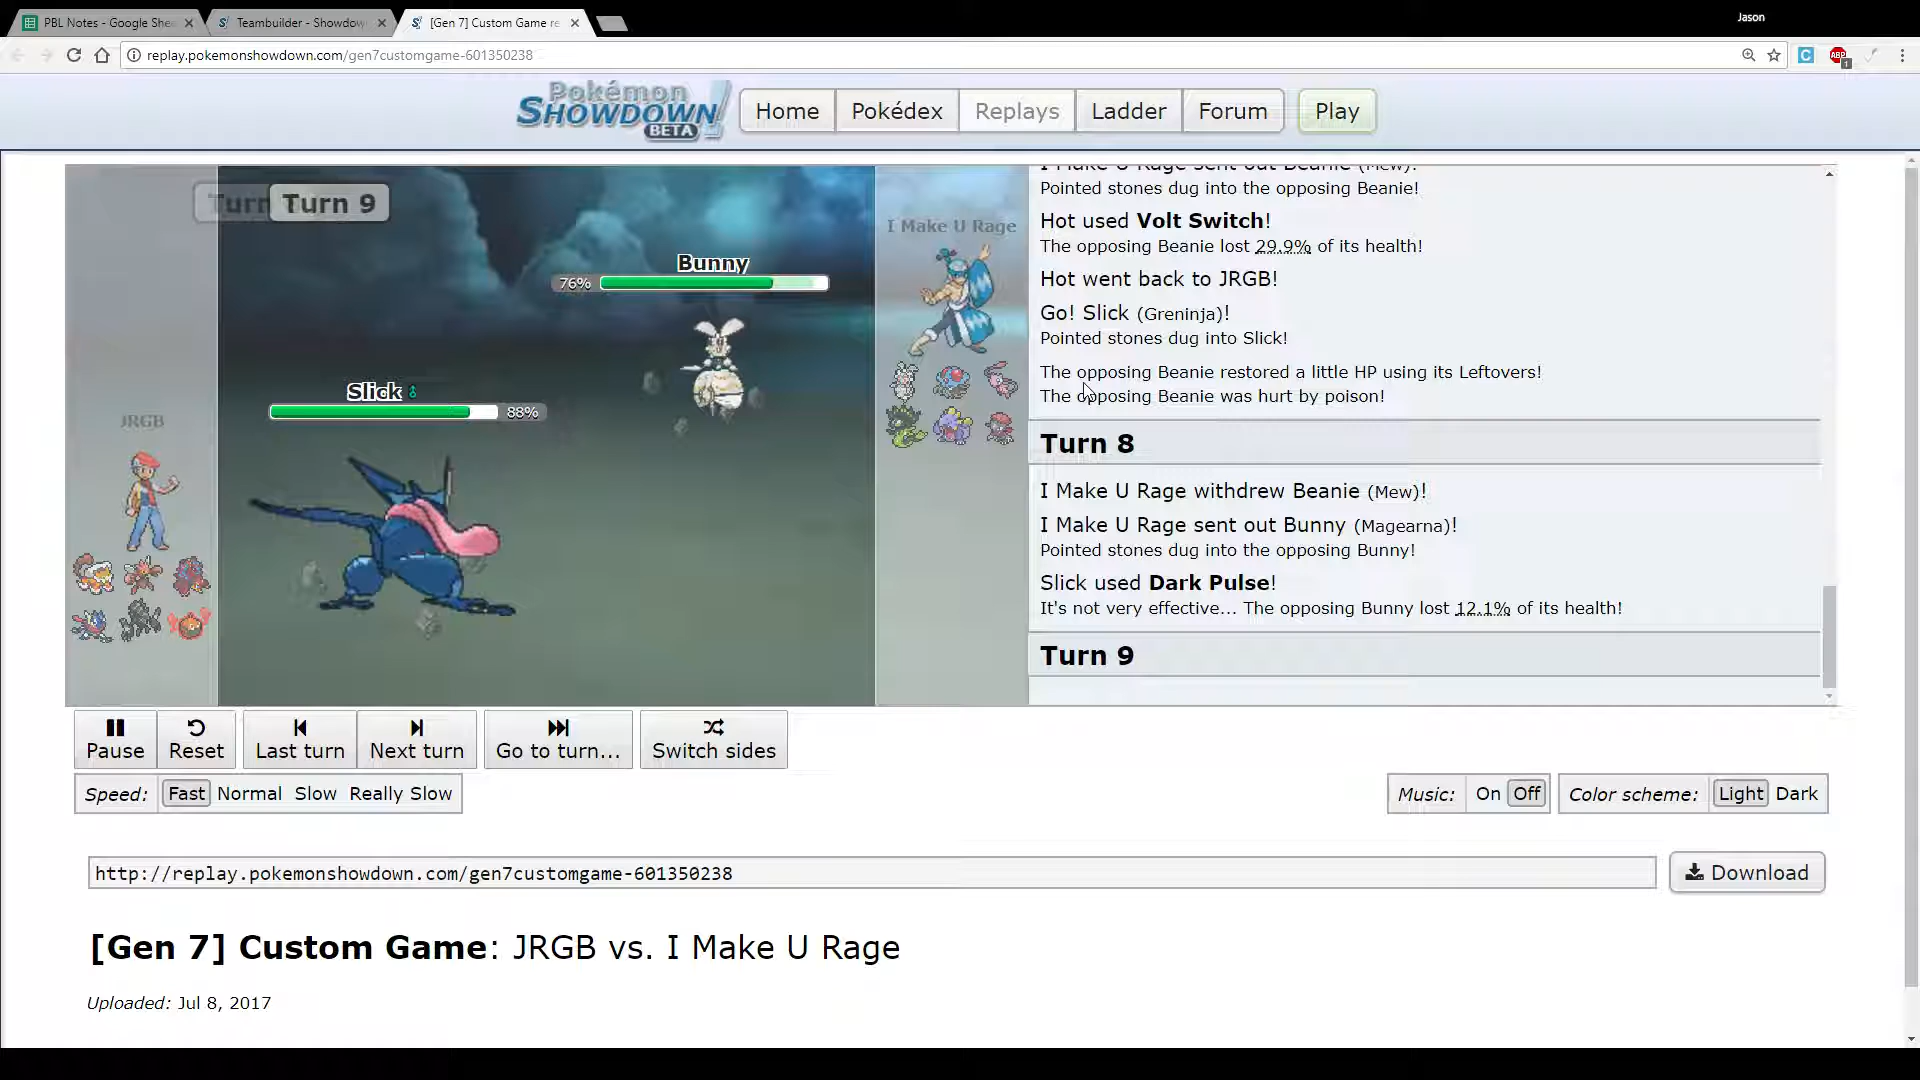 PBL Notes - Google She
Teambuilder - Showdow
[Gen 7] Custom Game re
Jason
replay.pokemonshowdown.com/gen7customgame-601350238
Pokémon
SHOWDOWN!
BETA
Home
Pokédex
Replays
Ladder
Forum
Play
Turn
Turn 9
Bunny
76%
Slick
88%
JRGB
I Make U Rage
I Make U Rage sent out Beanie (Mew)!
Pointed stones dug into the opposing Beanie!
Hot used Volt Switch!
The opposing Beanie lost 29.9% of its health!
Hot went back to JRGB!
Go! Slick (Greninja)!
Pointed stones dug into Slick!
The opposing Beanie restored a little HP using its Leftovers!
The opposing Beanie was hurt by poison!
Turn 8
I Make U Rage withdrew Beanie (Mew)!
I Make U Rage sent out Bunny (Magearna)!
Pointed stones dug into the opposing Bunny!
Slick used Dark Pulse!
It's not very effective... The opposing Bunny lost 12.1% of its health!
Turn 9
Pause
Reset
Last turn
Next turn
Go to turn...
Switch sides
Speed: Fast Normal Slow Really Slow
Music: On Off
Color scheme: Light Dark
http://replay.pokemonshowdown.com/gen7customgame-601350238
Download
[Gen 7] Custom Game: JRGB vs. I Make U Rage
Uploaded: Jul 8, 2017